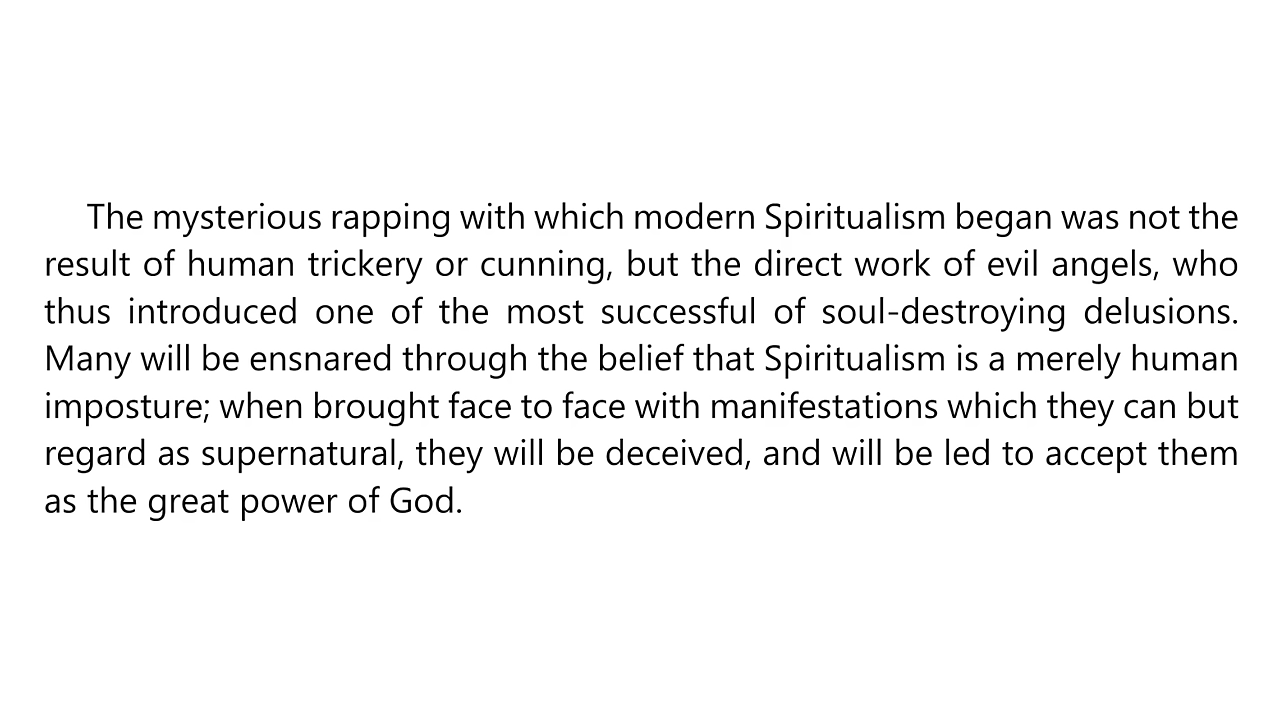 The mysterious rapping with which modern Spiritualism began was not the
result of human trickery or cunning, but the direct work of evil angels, who
thus introduced one of the most successful of soul-destroying delusions.
Many will be ensnared through the belief that Spiritualism is a merely human
imposture; when brought face to face with manifestations which they can but
regard as supernatural, they will be deceived, and will be led to accept them
as the great power of God.